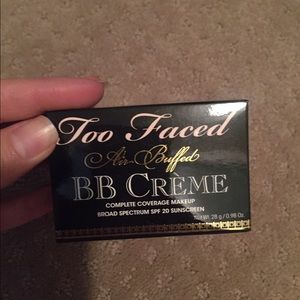 Too Faced
Air-Buffed
BB CRÈME
COMPLETE COVERAGE MAKEUP
BROAD SPECTRUM SPF 20 SUNSCREEN
Net Wt. 28 g / 0.98 Oz.